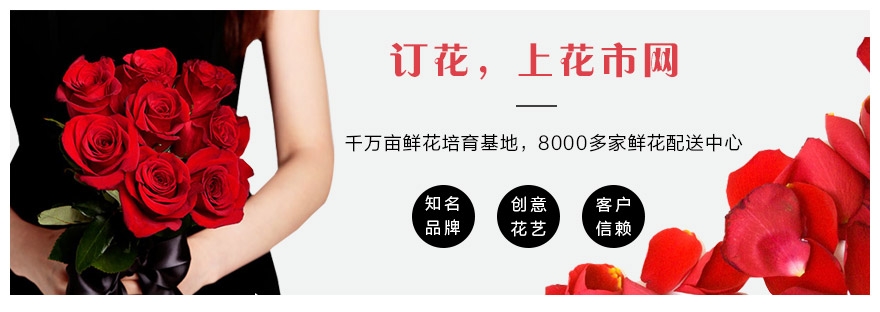 订花，上花市网
千万亩鲜花培育基地，8000多家鲜花配送中心
知名
品牌
创意
花艺
客户
信赖